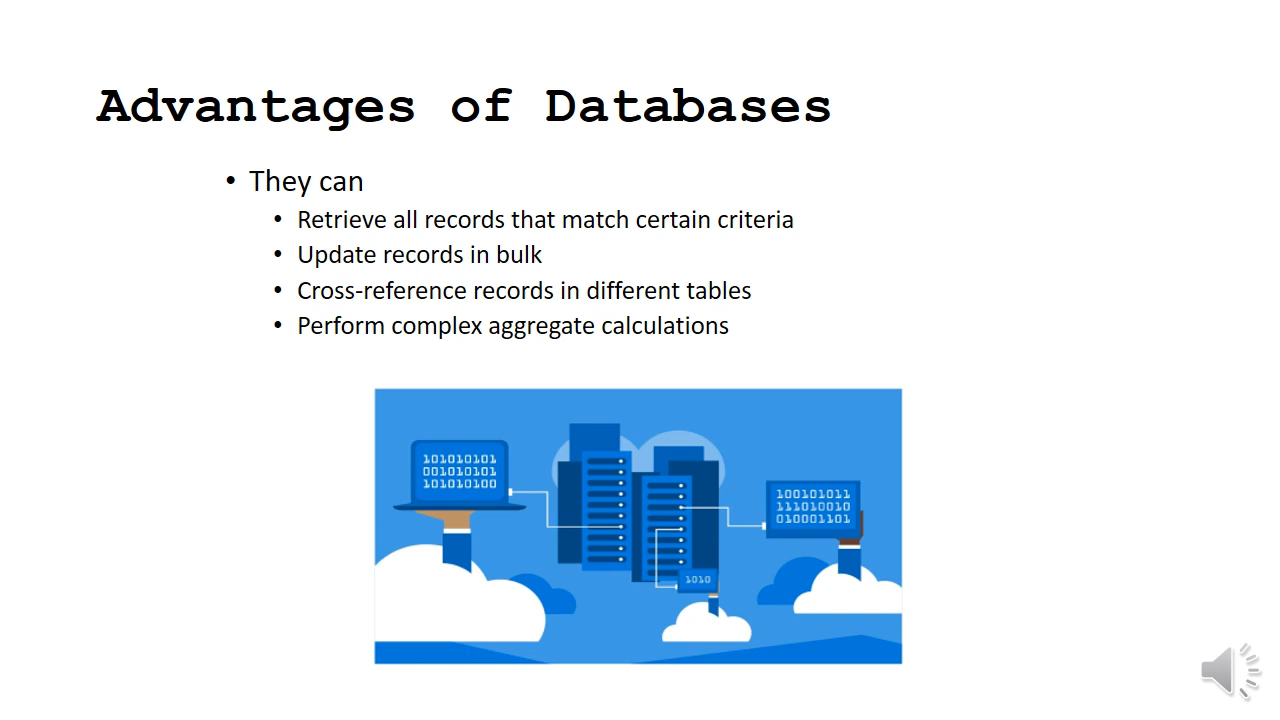 Advantages of Databases
• They can
• Retrieve all records that match certain criteria
• Update records in bulk
• Cross-reference records in different tables
• Perform complex aggregate calculations
101010101
001010101
101010100
100101011
111010010
010001101
1010